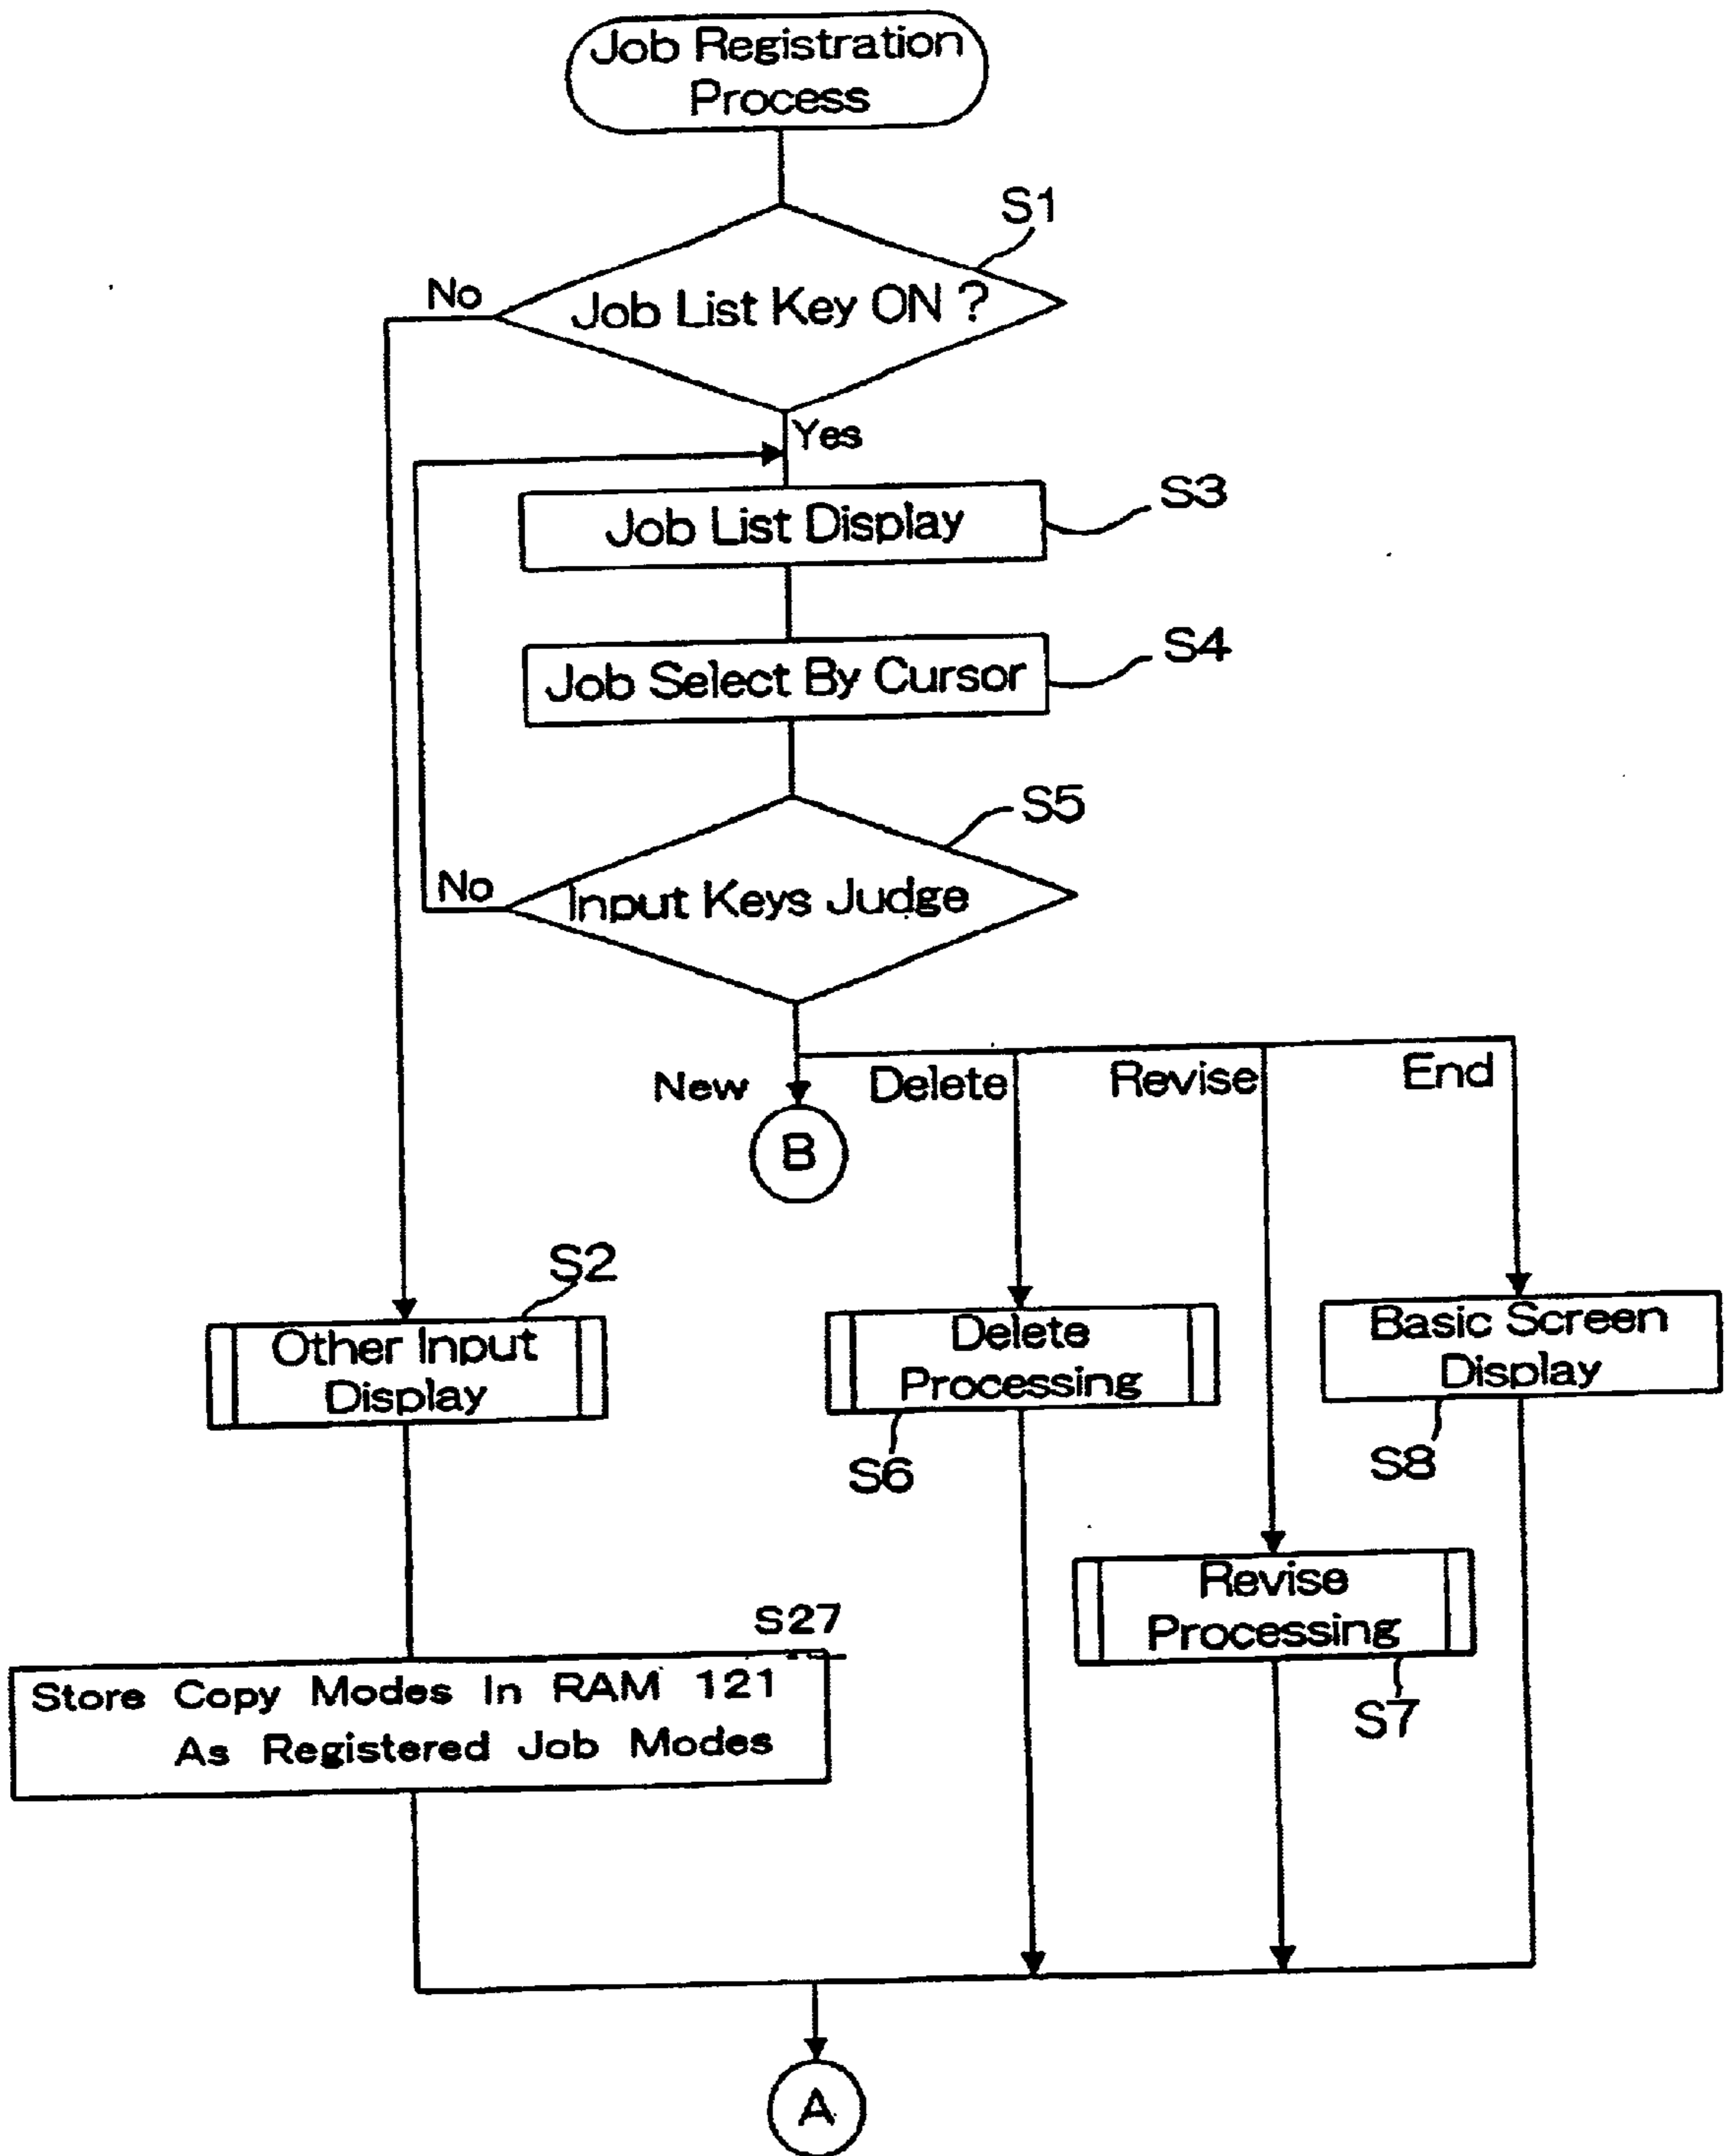 Job Registration
Process
S1
No
Job List Key ON ?
Yes
Job List Display
S3
Job Select By Cursor
S4
S5
No
Input Keys Judge
New
Delete
Revise
End
B
S2
Other Input
Display
Delete
Processing
S6
Basic Screen
Display
S8
Revise
Processing
S7
S27
Store Copy Modes In RAM 121
As Registered Job Modes
A